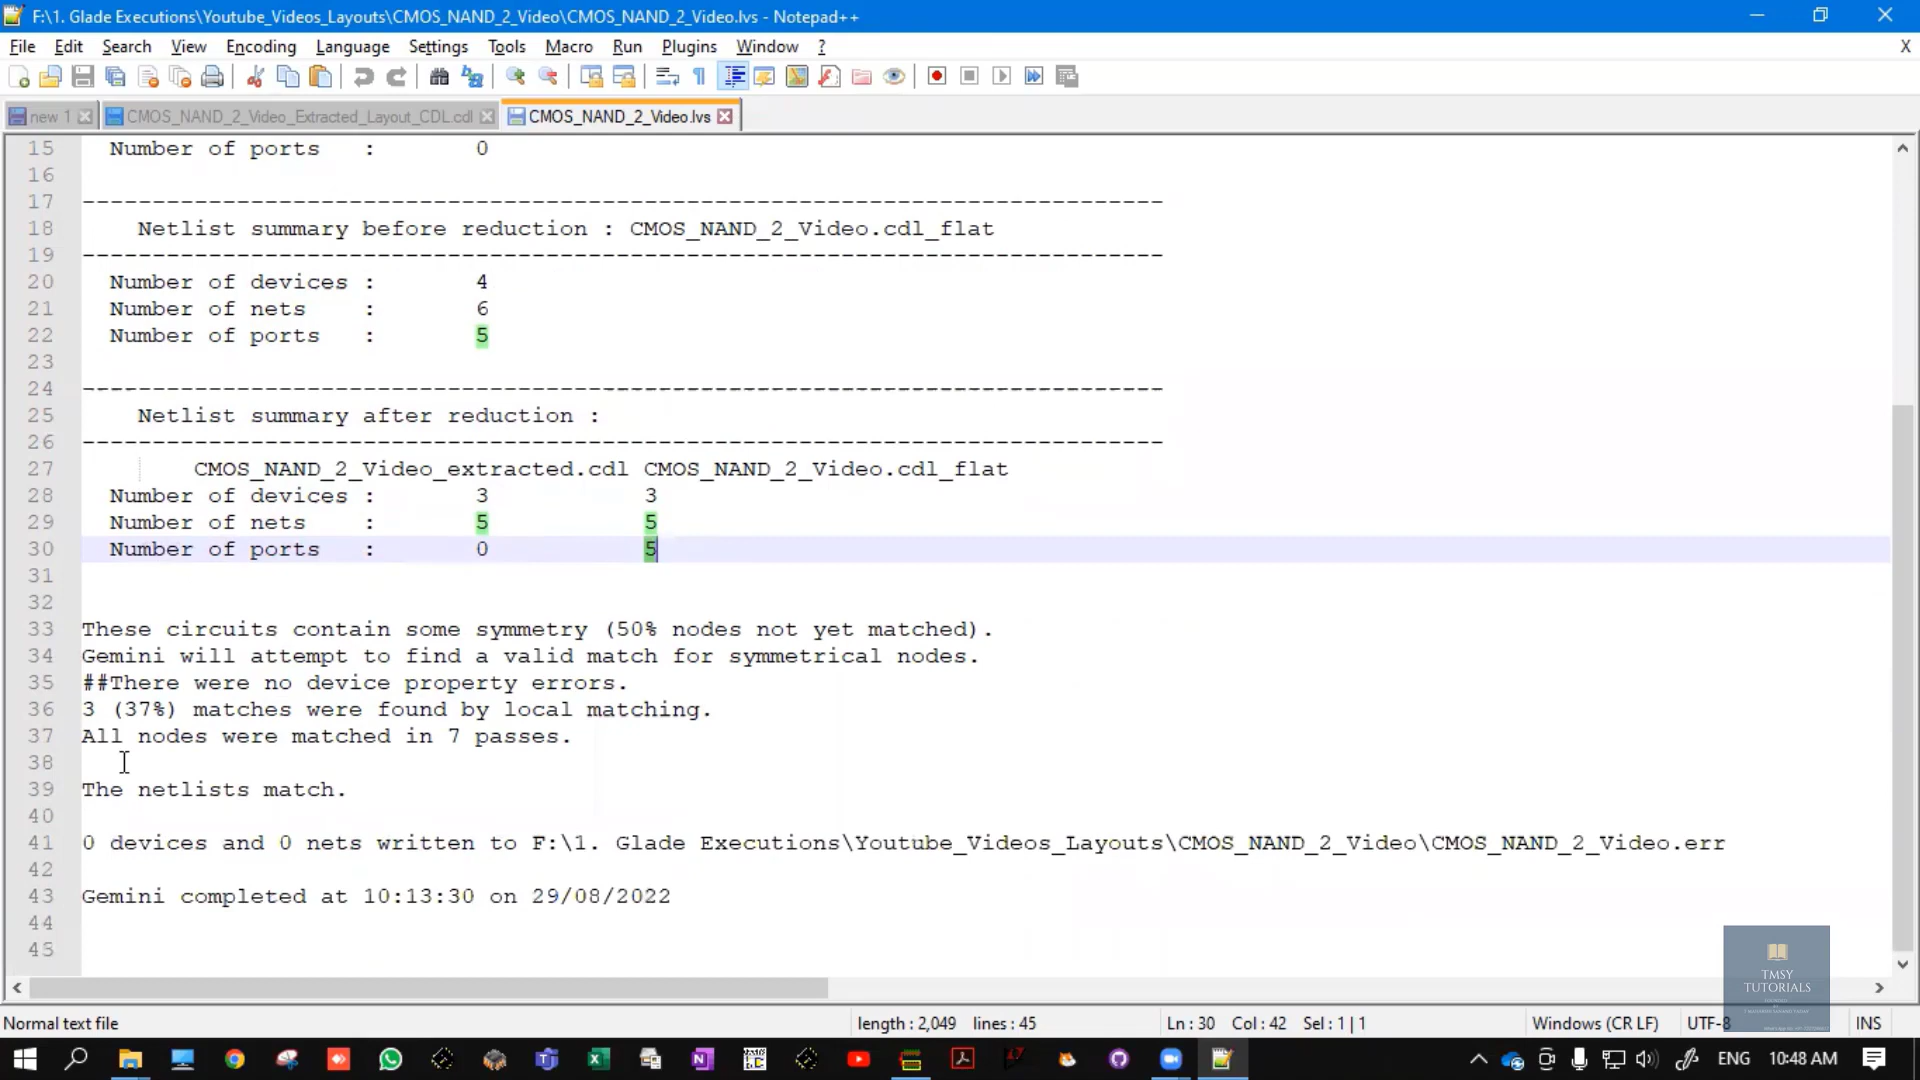 F:\1. Glade Executions\Youtube_Videos_Layouts\CMOS_NAND_2_Video\CMOS_NAND_2_Video.lvs - Notepad++
File Edit Search View Encoding Language Settings Tools Macro Run Plugins Window ? X
new 1 CMOS_NAND_2_Video_Extracted_Layout_CDL.cdl CMOS_NAND_2_Video.lvs
15 Number of ports : 0
16
17 -----------------------------------------------------------------------------
18 Netlist summary before reduction : CMOS_NAND_2_Video.cdl_flat
19 -----------------------------------------------------------------------------
20 Number of devices : 4
21 Number of nets : 6
22 Number of ports : 5
23
24 -----------------------------------------------------------------------------
25 Netlist summary after reduction :
26 -----------------------------------------------------------------------------
27 CMOS_NAND_2_Video_extracted.cdl CMOS_NAND_2_Video.cdl_flat
28 Number of devices : 3 3
29 Number of nets : 5 5
30 Number of ports : 0 5
31
32
33 These circuits contain some symmetry (50% nodes not yet matched).
34 Gemini will attempt to find a valid match for symmetrical nodes.
35 ##There were no device property errors.
36 3 (37%) matches were found by local matching.
37 All nodes were matched in 7 passes.
38
39 The netlists match.
40
41 0 devices and 0 nets written to F:\1. Glade Executions\Youtube_Videos_Layouts\CMOS_NAND_2_Video\CMOS_NAND_2_Video.err
42
43 Gemini completed at 10:13:30 on 29/08/2022
44
45
TMSY
TUTORIALS
Normal text file length : 2,049 lines : 45 Ln : 30 Col : 42 Sel : 1 | 1 Windows (CR LF) UTF-8 INS
ENG 10:48 AM